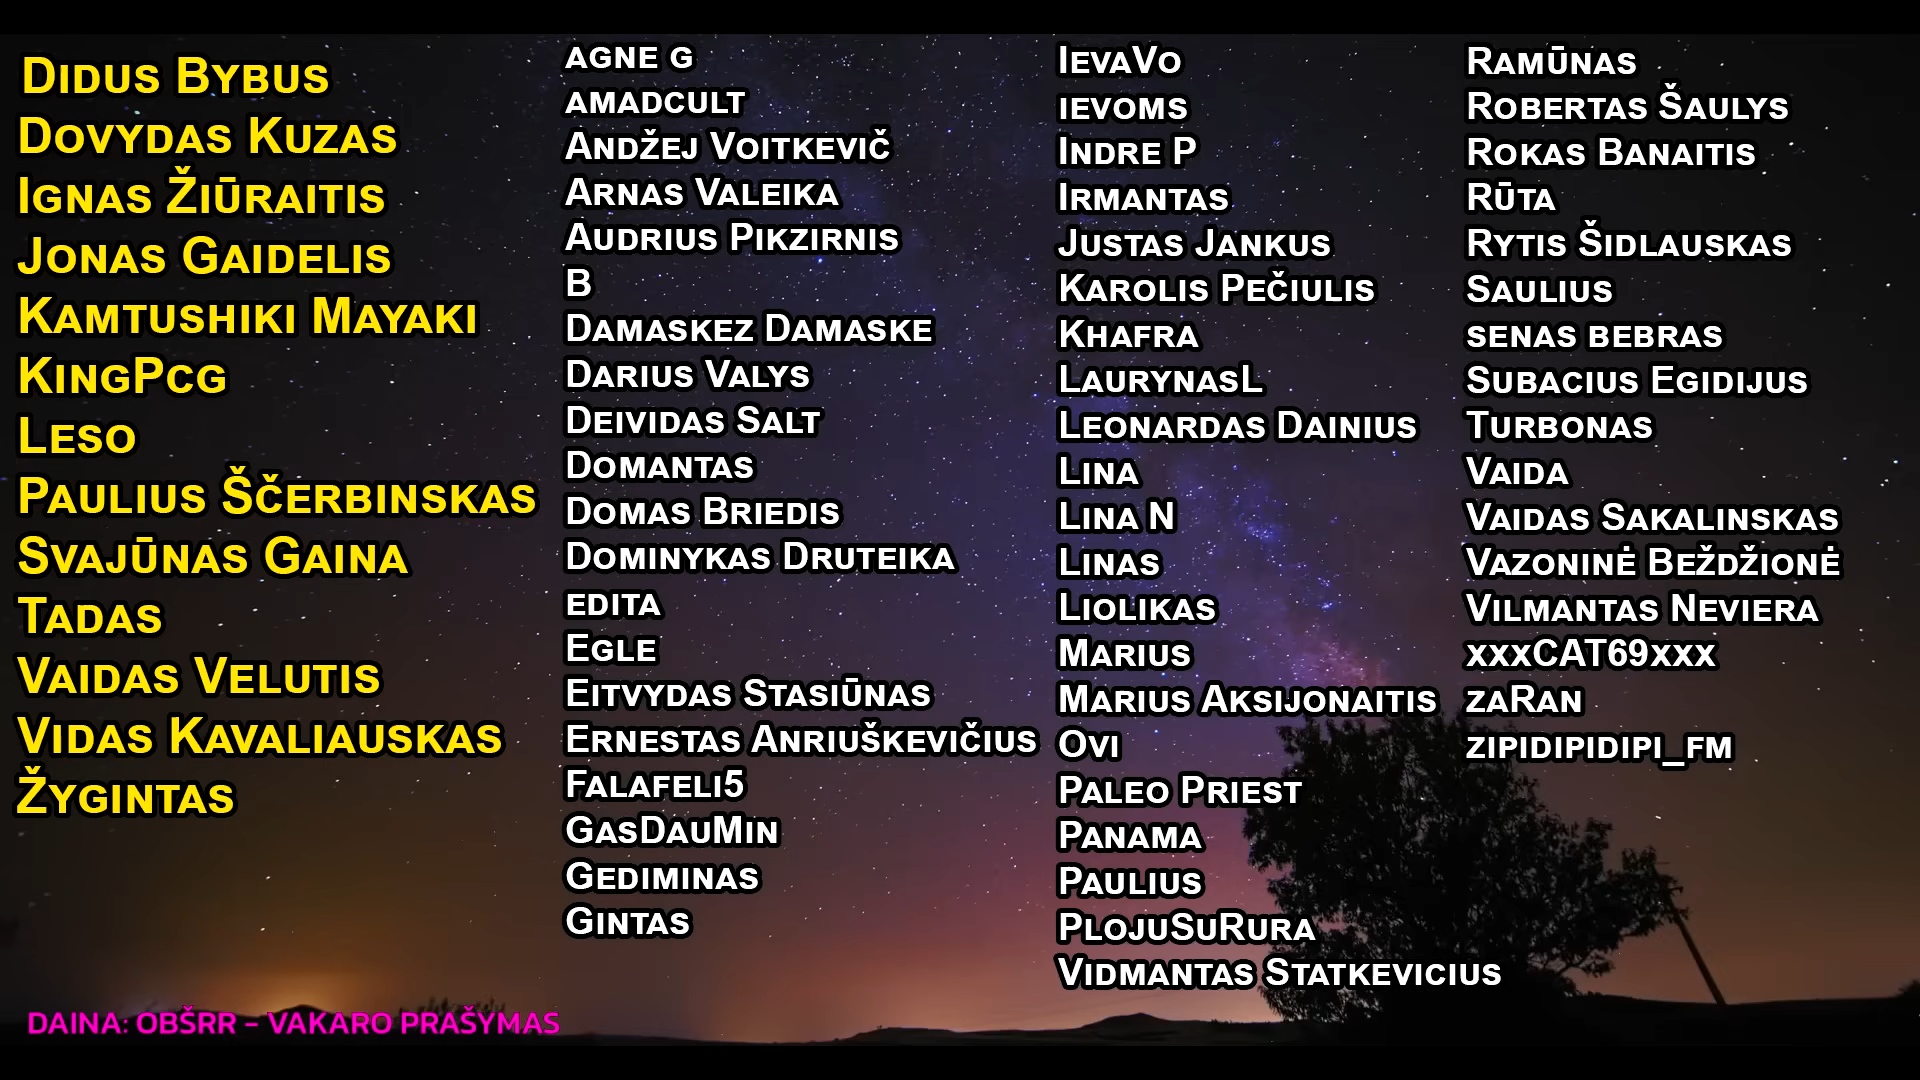 Didus Bybus
Dovydas Kuzas
Ignas Žiūraitis
Jonas Gaidelis
Kamtushiki Mayaki
KingPcg
Leso
Paulius Ščerbinskas
Svajūnas Gaina
Tadas
Vaidas Velutis
Vidas Kavaliauskas
Žygintas
agne g
amadcult
Andžej Voitkevič
Arnas Valeika
Audrius Pikzirnis
B
Damaskez Damaske
Darius Valys
Deividas Salt
Domantas
Domas Briedis
Dominykas Druteika
edita
Egle
Eitvydas Stasiūnas
Ernestas Anriuškevičius
Falafeli5
GasDauMin
Gediminas
Gintas
IevaVo
ievoms
Indre P
Irmantas
Justas Jankus
Karolis Pečiulis
Khafra
LaurynasL
Leonardas Dainius
Lina
Lina N
Linas
Liolikas
Marius
Marius Aksijonaitis
Ovi
Paleo Priest
Panama
Paulius
PlojuSuRura
Vidmantas Statkevicius
Ramūnas
Robertas Šaulys
Rokas Banaitis
Rūta
Rytis Šidlauskas
Saulius
senas bebras
Subacius Egidijus
Turbonas
Vaida
Vaidas Sakalinskas
Vazoninė Beždžionė
Vilmantas Neviera
xxxCAT69xxx
zaRan
zipidipidipi_fm
DAINA: OBŠRR - VAKARO PRAŠYMAS